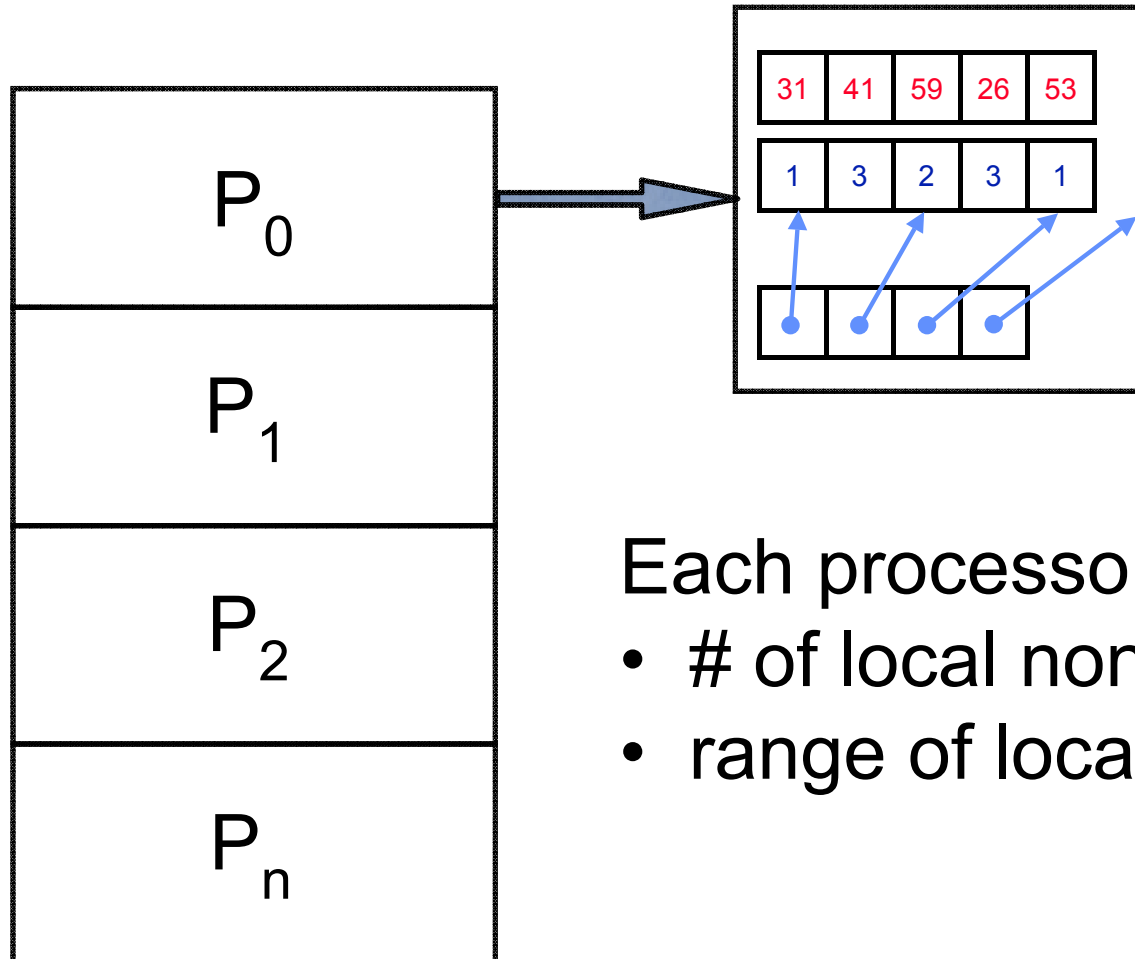 31 41 59 26 53
1 3 2 3 1
P0
P1
P2
Pn
Each processo
• # of local non
• range of loca